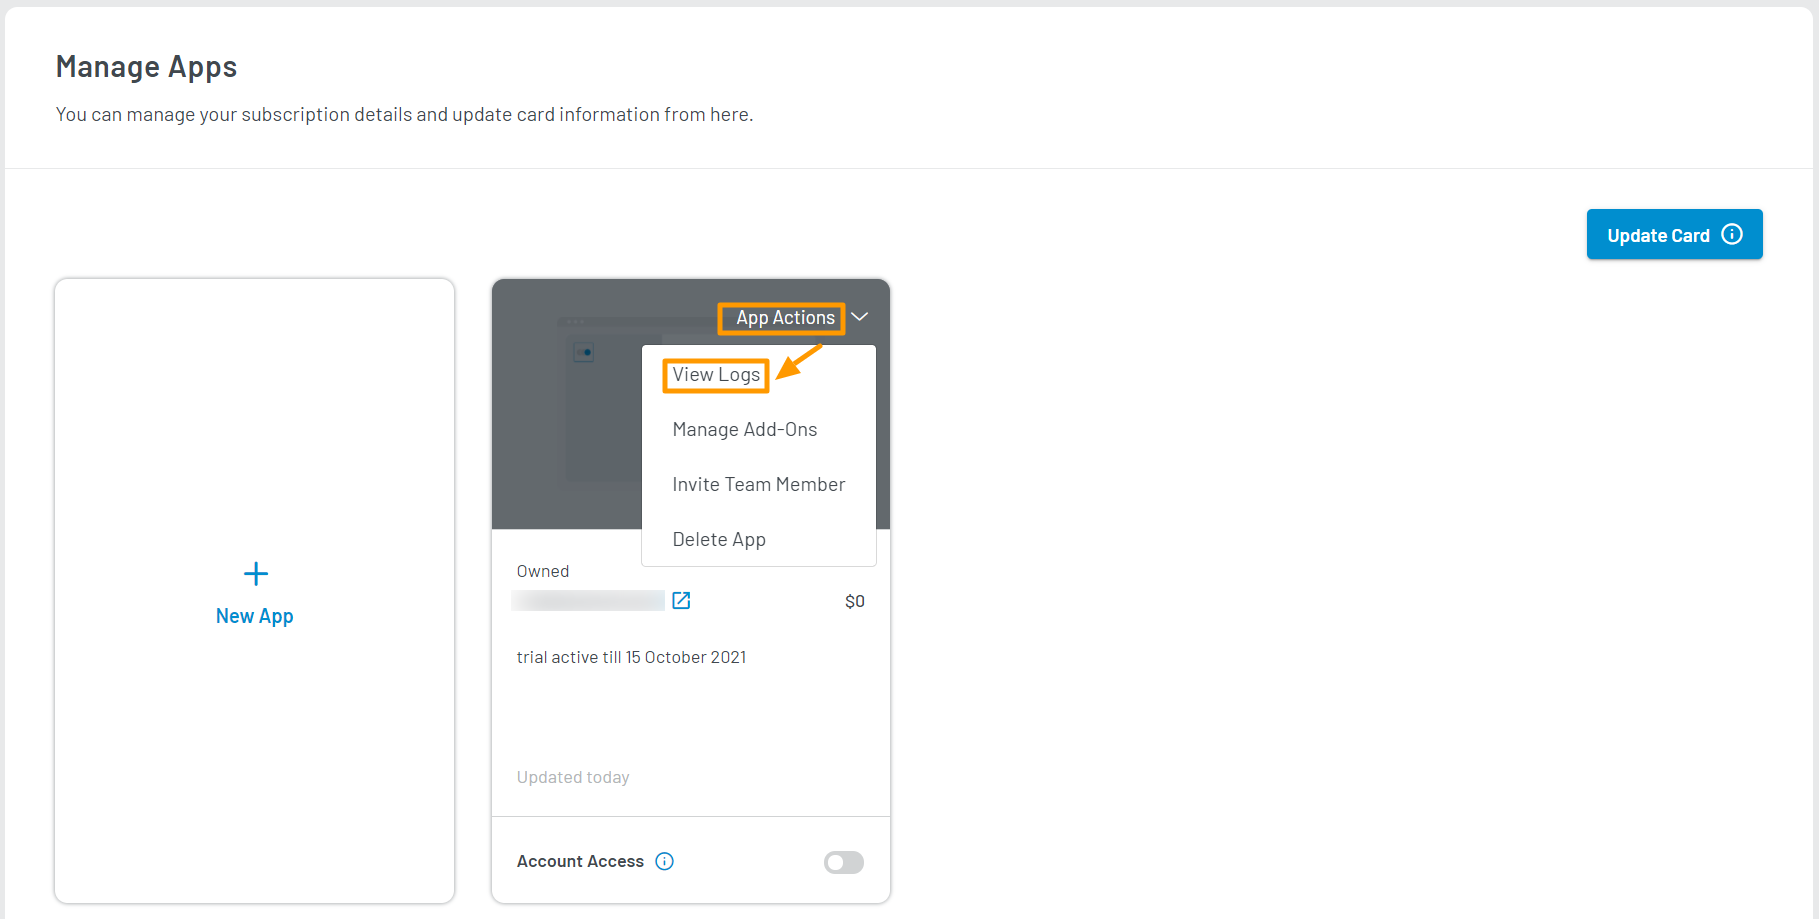 Manage Apps
You can manage your subscription details and update card information from here.
Update Card
New App
App Actions
View Logs
Manage Add-Ons
Invite Team Member
Delete App
Owned
$0
trial active till 15 October 2021
Updated today
Account Access